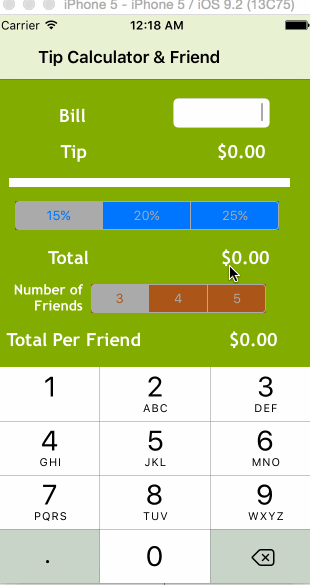 iPhone 5 - iPhone 5 / iOS 9.2 (13C75)
Carrier 12:18 AM
Tip Calculator & Friend
Bill
Tip $0.00
15% 20% 25%
Total $0.00
Number of
Friends 3 4 5
Total Per Friend $0.00
1 2 3
ABC DEF
4 5 6
GHI JKL MNO
7 8 9
PQRS TUV WXYZ
. 0